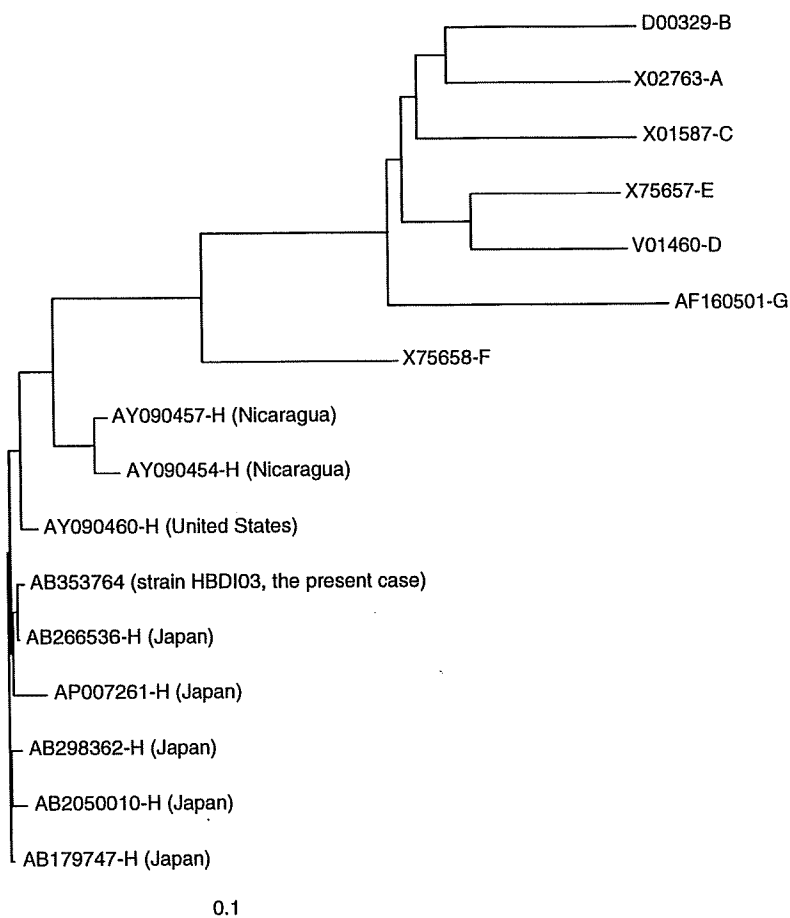 D00329-B
X02763-A
X01587-C
X75657-E
V01460-D
AF160501-G
X75658-F
AY090457-H (Nicaragua)
AY090454-H (Nicaragua)
AY090460-H (United States)
AB353764 (strain HBDI03, the present case)
AB266536-H (Japan)
AP007261-H (Japan)
AB298362-H (Japan)
AB2050010-H (Japan)
AB179747-H (Japan)
0.1